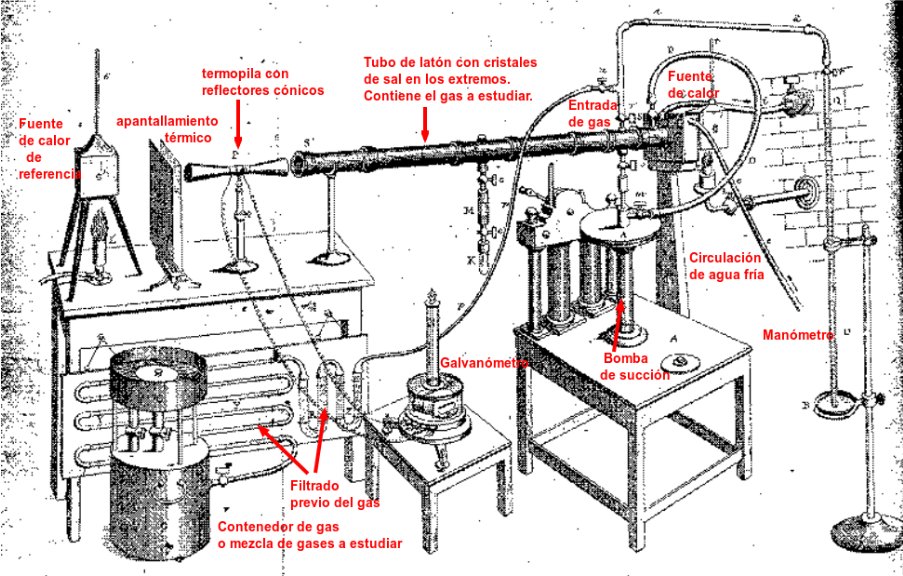 Tubo de latón con cristales
de sal en los extremos.
Contiene el gas a estudiar.
termopila con
reflectores cónicos
Fuente
de calor
Entrada
de gas
Fuente
de calor
de
referencia
apantallamiento
térmico
Circulación
de agua fría
Manómetro
Galvanómetro
Bomba
de succión
Filtrado
previo del gas
Contenedor de gas
o mezcla de gases a estudiar
S'
S
M
K
A
A
B
P